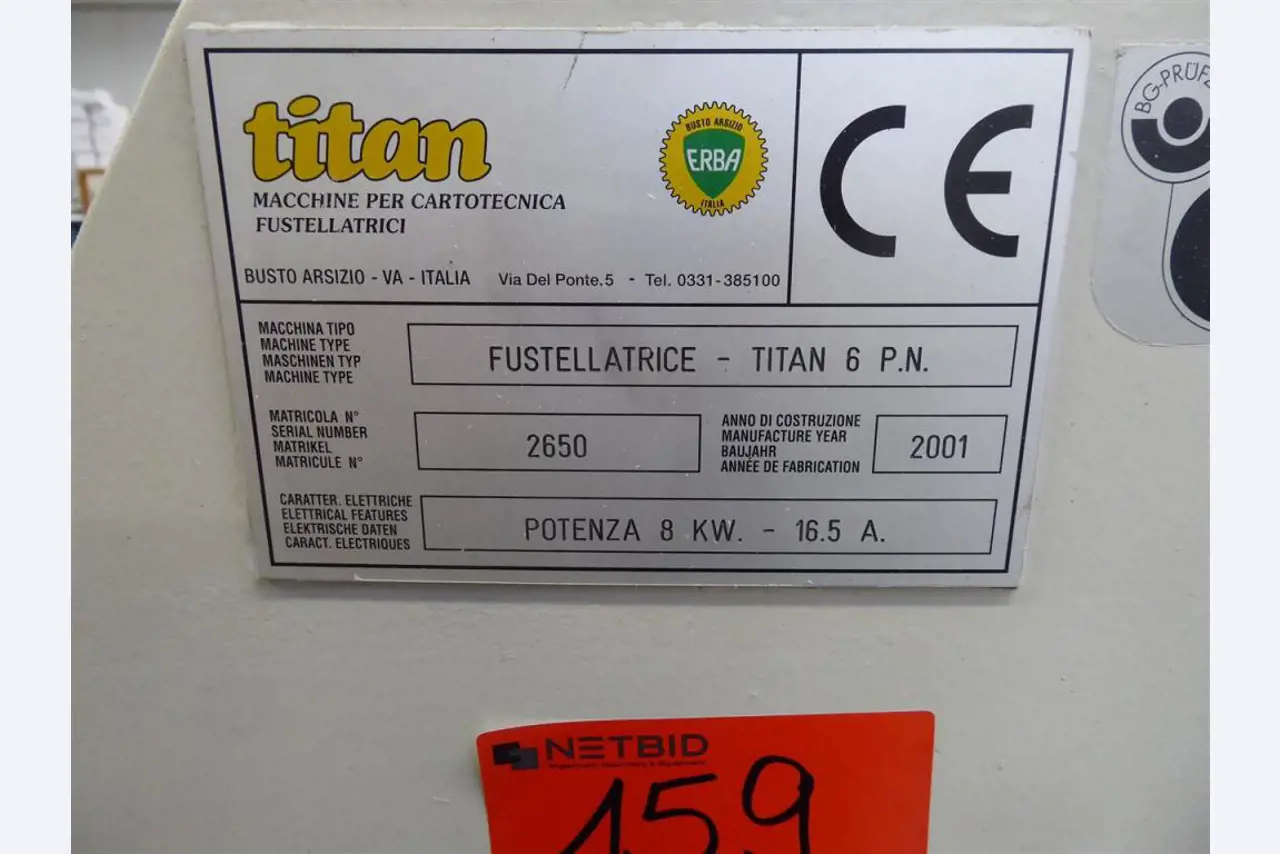 titan
MACCHINE PER CARTOTECNICA
FUSTELLATRICI
BUSTO ARSIZIO
ERBA
ITALIA
CE
BUSTO ARSIZIO - VA - ITALIA Via Del Ponte.5 - Tel. 0331-385100
BG-PRÜFZ
MACCHINA TIPO
MACHINE TYPE
MASCHINEN TYP
MACHINE TYPE
FUSTELLATRICE - TITAN 6 P.N.
MATRICOLA N°
SERIAL NUMBER
MATRIKEL
MATRICULE N°
2650
ANNO DI COSTRUZIONE
MANUFACTURE YEAR
BAUJAHR
ANNÉE DE FABRICATION
2001
CARATTER. ELETTRICHE
ELETTRICAL FEATURES
ELEKTRISCHE DATEN
CARACT. ELECTRIQUES
POTENZA 8 KW. - 16.5 A.
NETBID
159